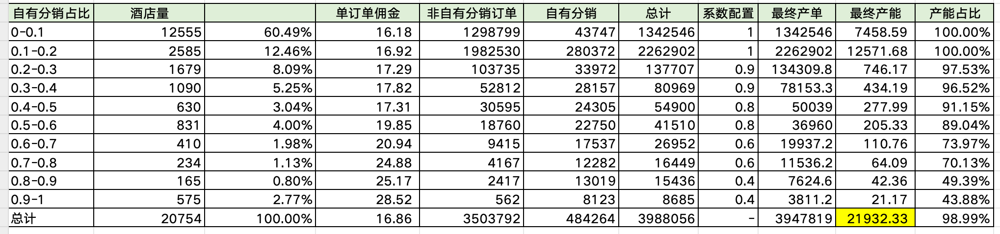 自有分销占比 酒店量 单订单佣金 非自有分销订单 自有分销 总计 系数配置 最终产单 最终产能 产能占比
0-0.1 12555 60.49% 16.18 1298799 43747 1342546 1 1342546 7458.59 100.00%
0.1-0.2 2585 12.46% 16.92 1982530 280372 2262902 1 2262902 12571.68 100.00%
0.2-0.3 1679 8.09% 17.29 103735 33972 137707 0.9 134309.8 746.17 97.53%
0.3-0.4 1090 5.25% 17.82 52812 28157 80969 0.9 78153.3 434.19 96.52%
0.4-0.5 630 3.04% 17.31 30595 24305 54900 0.8 50039 277.99 91.15%
0.5-0.6 831 4.00% 19.85 18760 22750 41510 0.8 36960 205.33 89.04%
0.6-0.7 410 1.98% 20.94 9415 17537 26952 0.6 19937.2 110.76 73.97%
0.7-0.8 234 1.13% 24.88 4167 12282 16449 0.6 11536.2 64.09 70.13%
0.8-0.9 165 0.80% 25.17 2417 13019 15436 0.4 7624.6 42.36 49.39%
0.9-1 575 2.77% 28.52 562 8123 8685 0.4 3811.2 21.17 43.88%
总计 20754 100.00% 16.86 3503792 484264 3988056 - 3947819 21932.33 98.99%